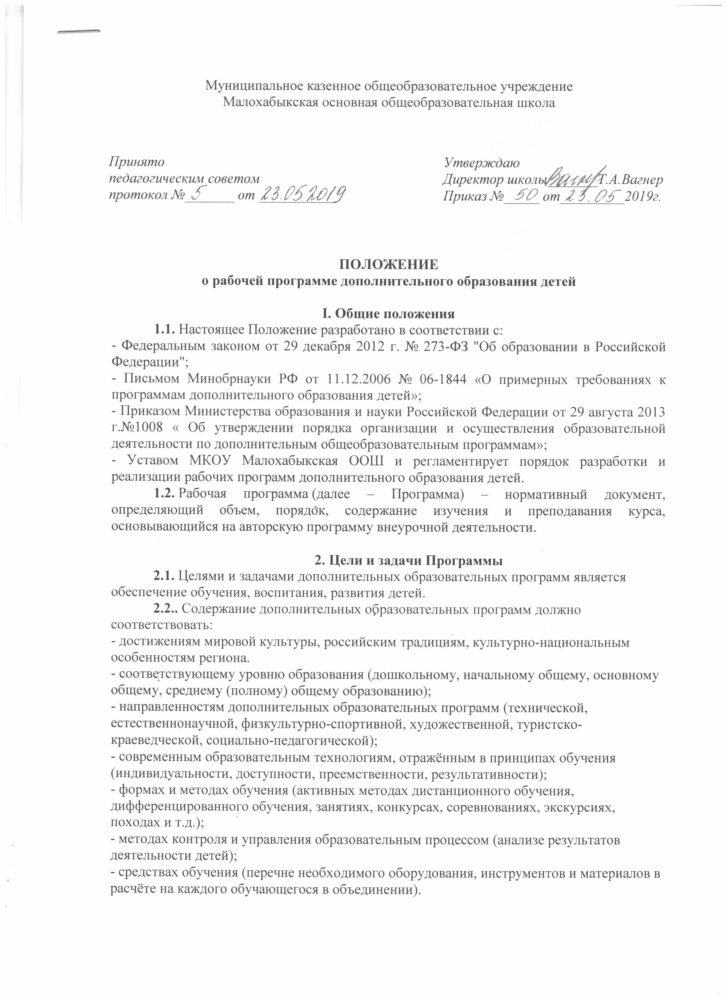 Муниципальное казенное общеобразовательное учреждение
Малохабыкская основная общеобразовательная школа
Принято
педагогическим советом
протокол № 5 от 23.05.2019
Утверждаю
Директор школы Вагнер Т.А.Вагнер
Приказ № 50 от 23.05 2019г.
ПОЛОЖЕНИЕ
о рабочей программе дополнительного образования детей
I. Общие положения
1.1. Настоящее Положение разработано в соответствии с:
- Федеральным законом от 29 декабря 2012 г. № 273-ФЗ "Об образовании в Российской
Федерации";
- Письмом Минобрнауки РФ от 11.12.2006 № 06-1844 «О примерных требованиях к
программам дополнительного образования детей»;
- Приказом Министерства образования и науки Российской Федерации от 29 августа 2013
г.№1008 « Об утверждении порядка организации и осуществления образовательной
деятельности по дополнительным общеобразовательным программам»;
- Уставом МКОУ Малохабыкская ООШ и регламентирует порядок разработки и
реализации рабочих программ дополнительного образования детей.
1.2. Рабочая программа (далее – Программа) – нормативный документ,
определяющий объем, порядок, содержание изучения и преподавания курса,
основывающийся на авторскую программу внеурочной деятельности.
2. Цели и задачи Программы
2.1. Целями и задачами дополнительных образовательных программ является
обеспечение обучения, воспитания, развития детей.
2.2.. Содержание дополнительных образовательных программ должно
соответствовать:
- достижениям мировой культуры, российским традициям, культурно-национальным
особенностям региона.
- соответствующему уровню образования (дошкольному, начальному общему, основному
общему, среднему (полному) общему образованию);
- направленностям дополнительных образовательных программ (технической,
естественнонаучной, физкультурно-спортивной, художественной, туристско-
краеведческой, социально-педагогической);
- современным образовательным технологиям, отражённым в принципах обучения
(индивидуальности, доступности, преемственности, результативности);
- формах и методах обучения (активных методах дистанционного обучения,
дифференцированного обучения, занятиях, конкурсах, соревнованиях, экскурсиях,
походах и т.д.);
- методах контроля и управления образовательным процессом (анализе результатов
деятельности детей);
- средствах обучения (перечне необходимого оборудования, инструментов и материалов в
расчёте на каждого обучающегося в объединении).